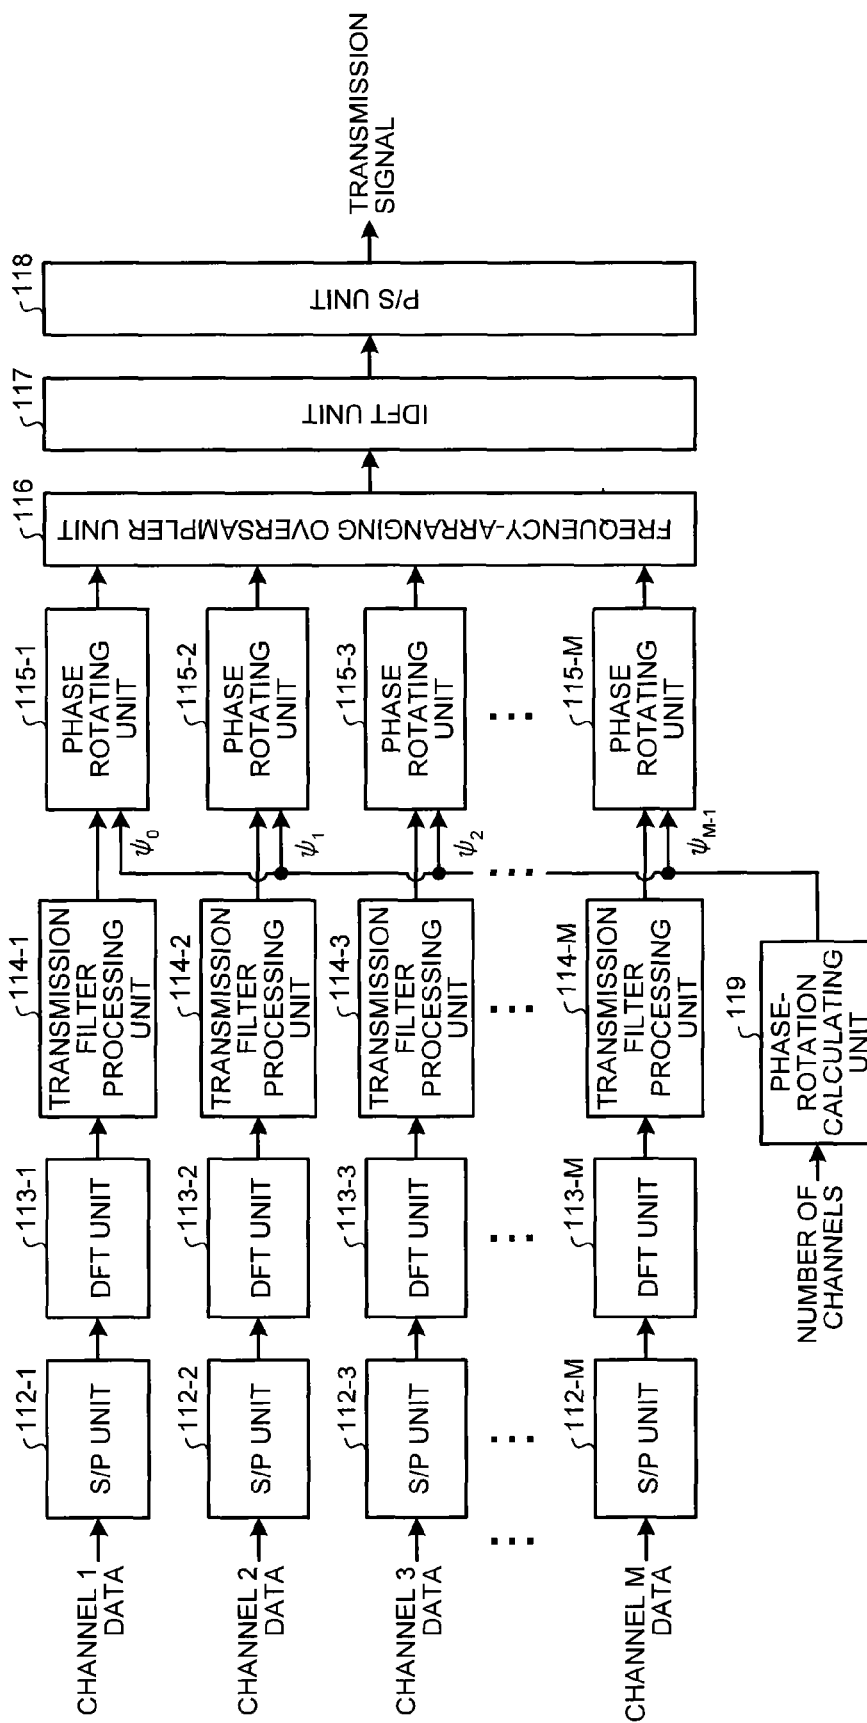 CHANNEL 1
DATA
112-1
S/P UNIT
113-1
DFT UNIT
114-1
TRANSMISSION
FILTER
PROCESSING
UNIT
ψ0
115-1
PHASE
ROTATING
UNIT
CHANNEL 2
DATA
112-2
S/P UNIT
113-2
DFT UNIT
114-2
TRANSMISSION
FILTER
PROCESSING
UNIT
ψ1
115-2
PHASE
ROTATING
UNIT
CHANNEL 3
DATA
112-3
S/P UNIT
113-3
DFT UNIT
114-3
TRANSMISSION
FILTER
PROCESSING
UNIT
ψ2
115-3
PHASE
ROTATING
UNIT
...
...
...
...
...
...
CHANNEL M
DATA
112-M
S/P UNIT
113-M
DFT UNIT
114-M
TRANSMISSION
FILTER
PROCESSING
UNIT
ψM-1
115-M
PHASE
ROTATING
UNIT
116
FREQUENCY-ARRANGING OVERSAMPLER UNIT
117
IDFT UNIT
118
P/S UNIT
TRANSMISSION
SIGNAL
NUMBER OF
CHANNELS
119
PHASE-
ROTATION
CALCULATING
UNIT